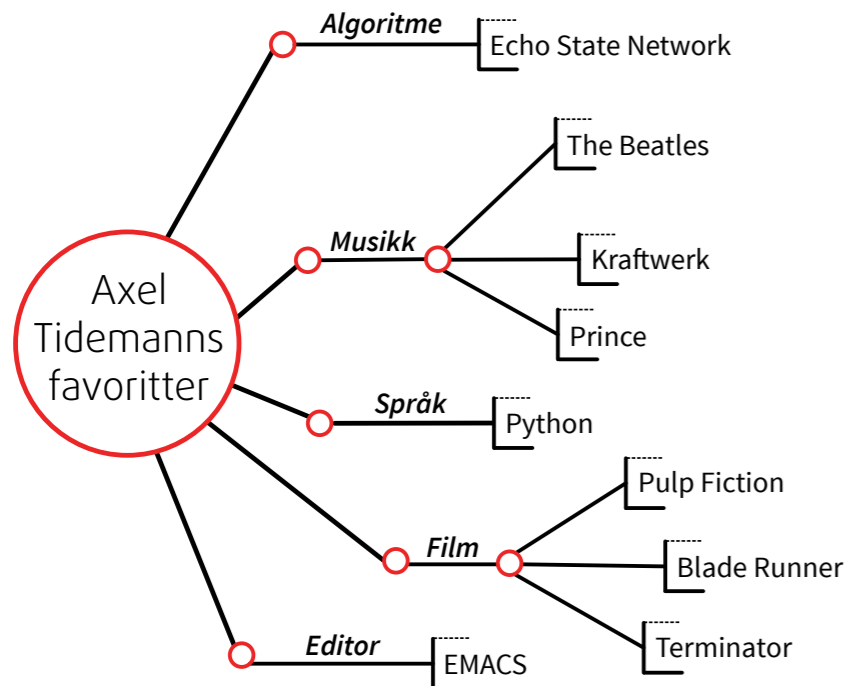 Axel
Tidemanns
favoritter
Algoritme
Echo State Network
Musikk
The Beatles
Kraftwerk
Prince
Språk
Python
Film
Pulp Fiction
Blade Runner
Terminator
Editor
EMACS